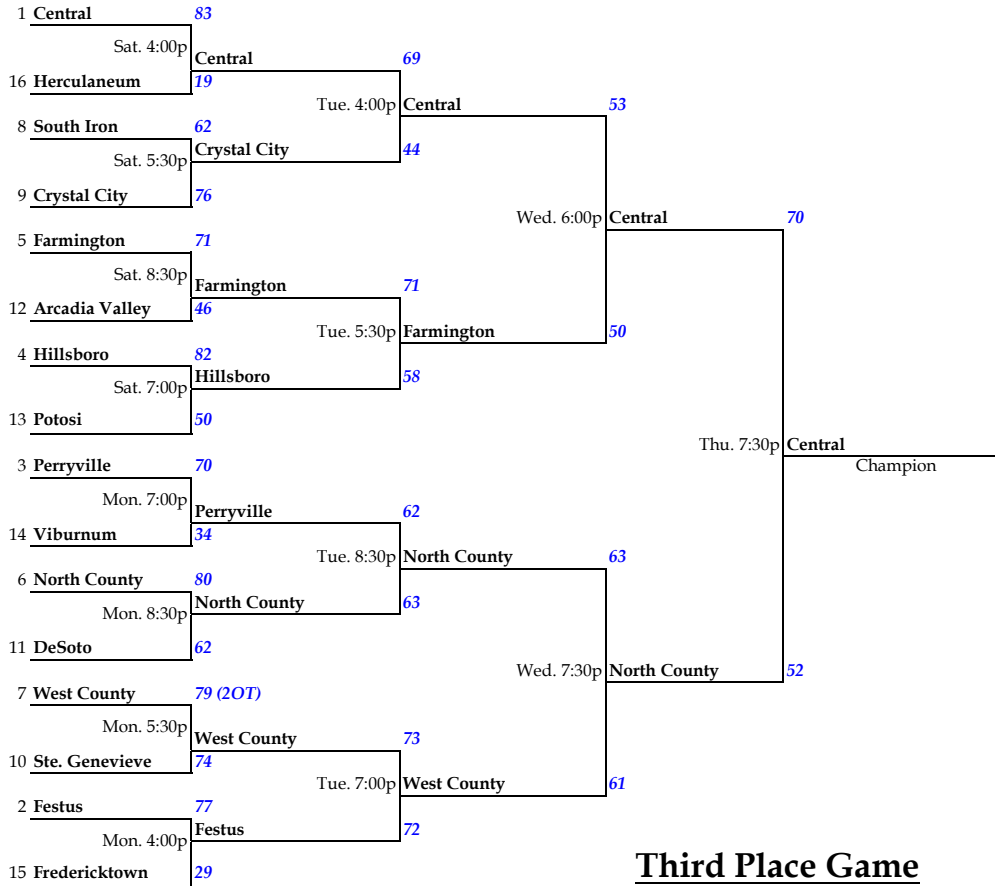 1 Central 83
Sat. 4:00p
Central 69
16 Herculaneum 19
Tue. 4:00p Central 53
8 South Iron 62
Sat. 5:30p
Crystal City 44
9 Crystal City 76
Wed. 6:00p Central 70
5 Farmington 71
Sat. 8:30p
Farmington 71
12 Arcadia Valley 46
Tue. 5:30p Farmington 50
4 Hillsboro 82
Sat. 7:00p
Hillsboro 58
13 Potosi 50
Thu. 7:30p Central
Champion
3 Perryville 70
Mon. 7:00p
Perryville 62
14 Viburnum 34
Tue. 8:30p North County 63
6 North County 80
Mon. 8:30p
North County 63
11 DeSoto 62
Wed. 7:30p North County 52
7 West County 79 (2OT)
Mon. 5:30p
West County 73
10 Ste. Genevieve 74
Tue. 7:00p West County 61
2 Festus 77
Mon. 4:00p
Festus 72
15 Fredericktown 29
Third Place Game